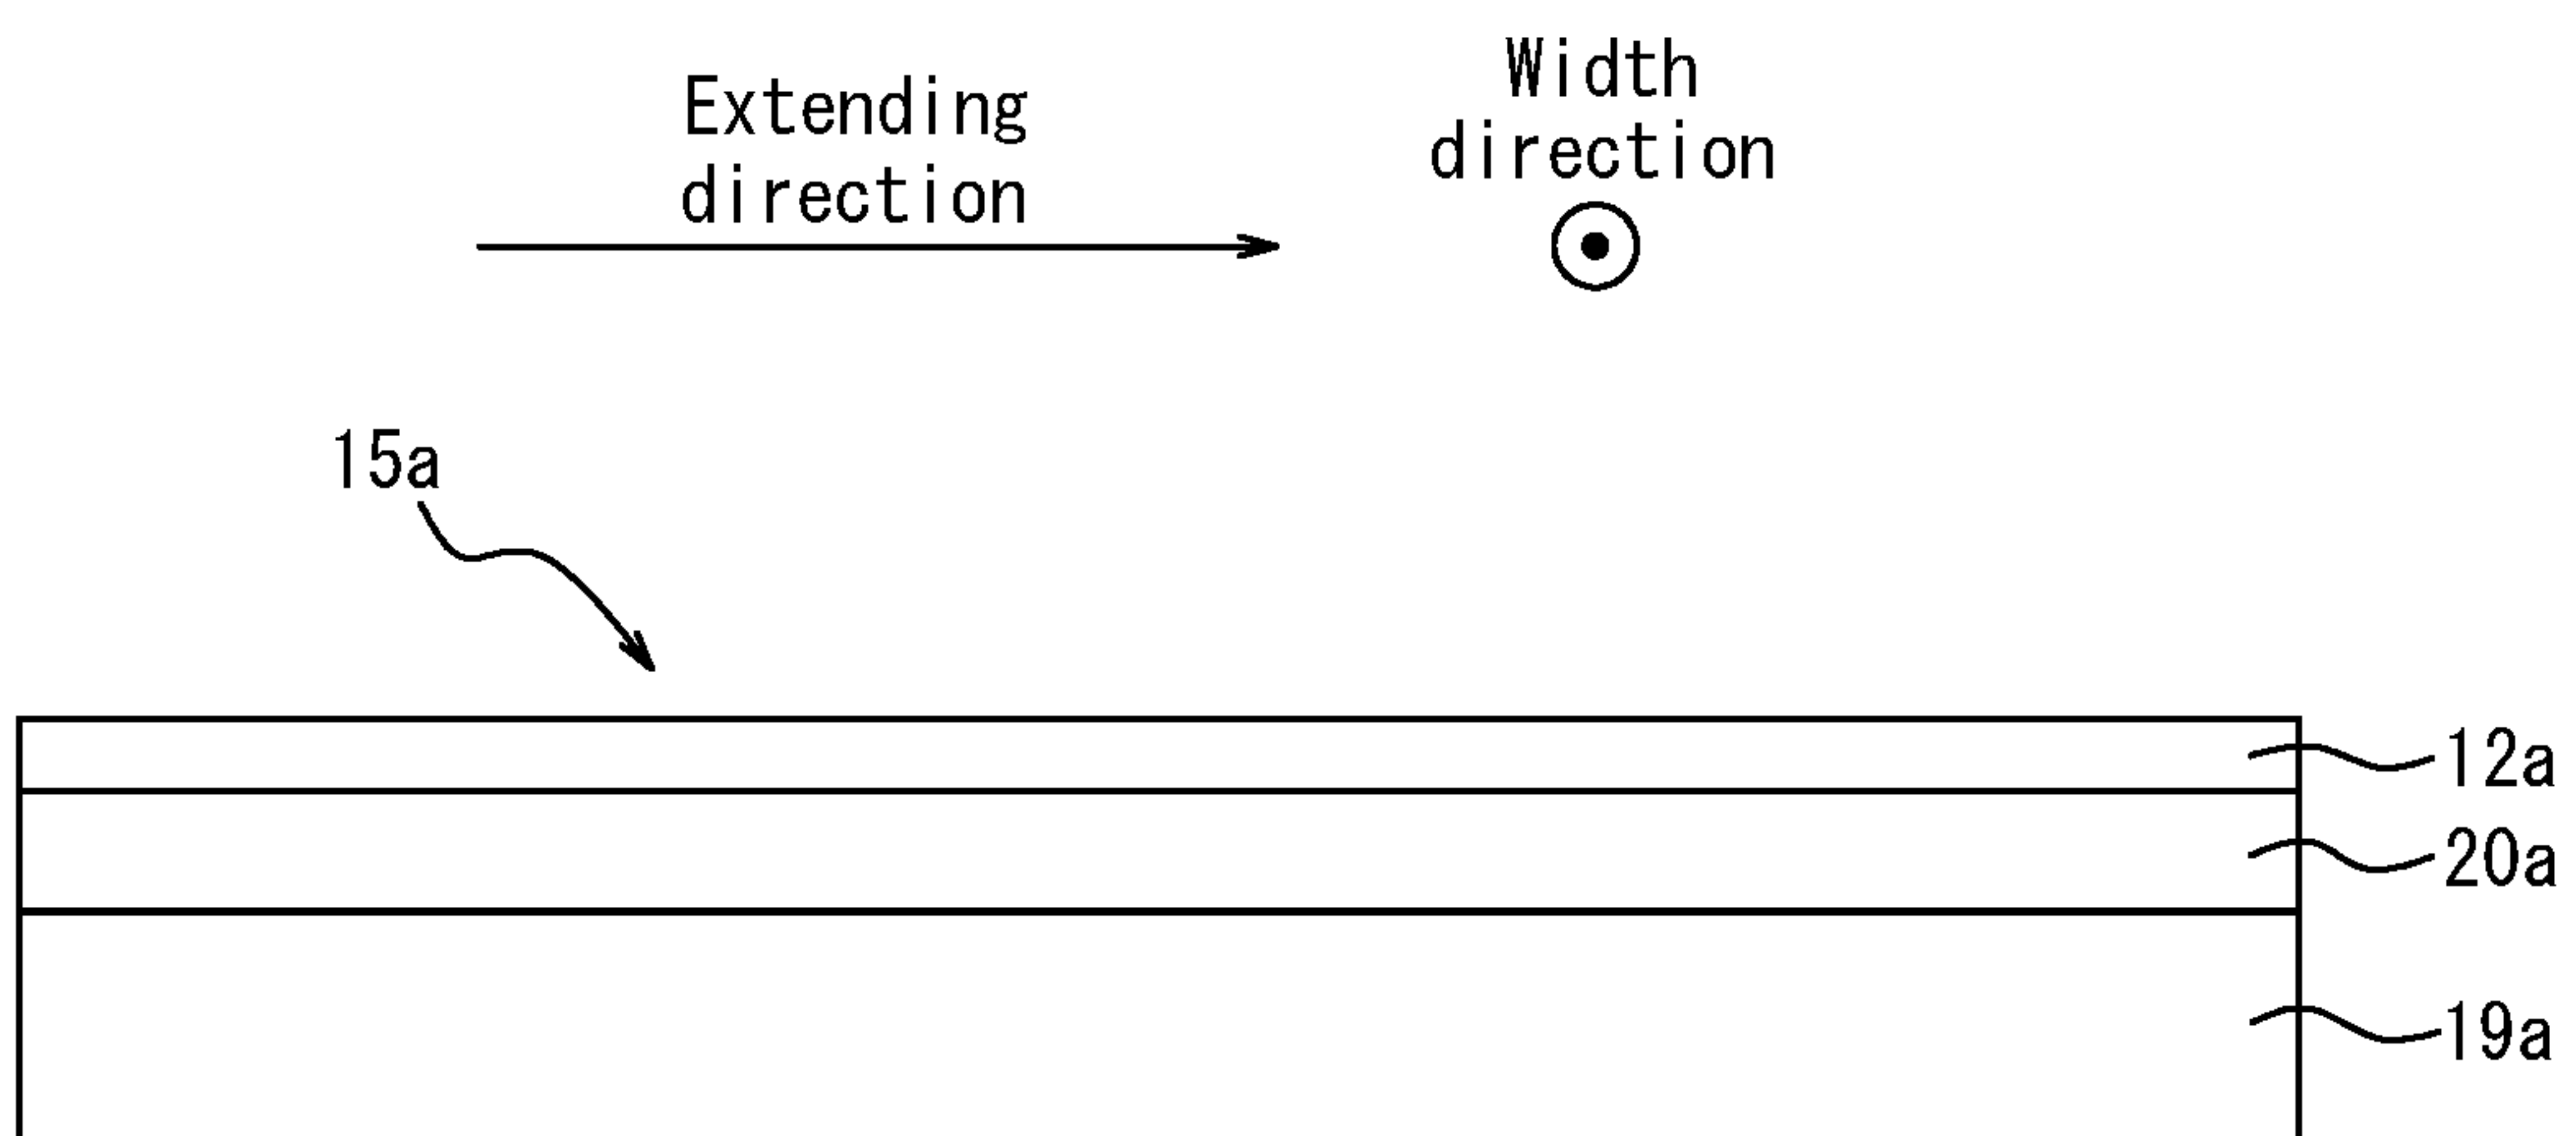 Extending
direction
Width
direction
15a
12a
20a
19a